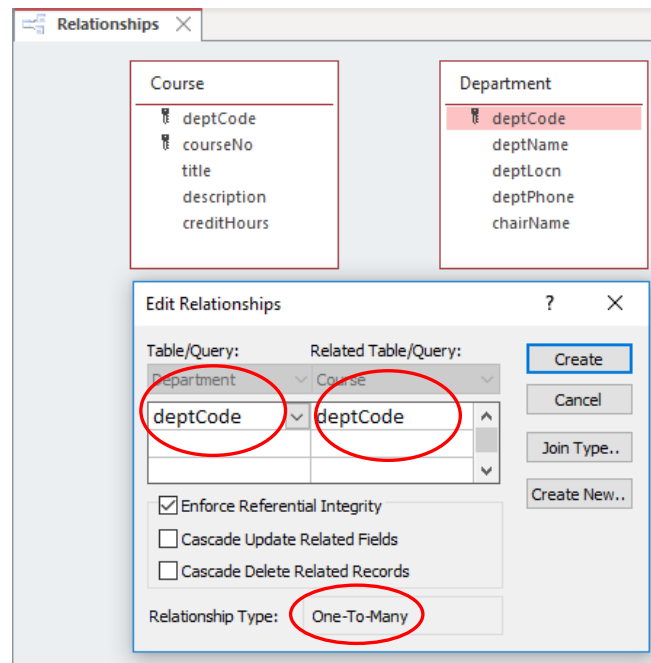 Relationships
Course
deptCode
courseNo
title
description
creditHours
Department
deptCode
deptName
deptLocn
deptPhone
chairName
Edit Relationships ?
Table/Query: Related Table/Query:
Department Course
deptCode deptCode
Enforce Referential Integrity
Cascade Update Related Fields
Cascade Delete Related Records
Relationship Type: One-To-Many
Create
Cancel
Join Type..
Create New..